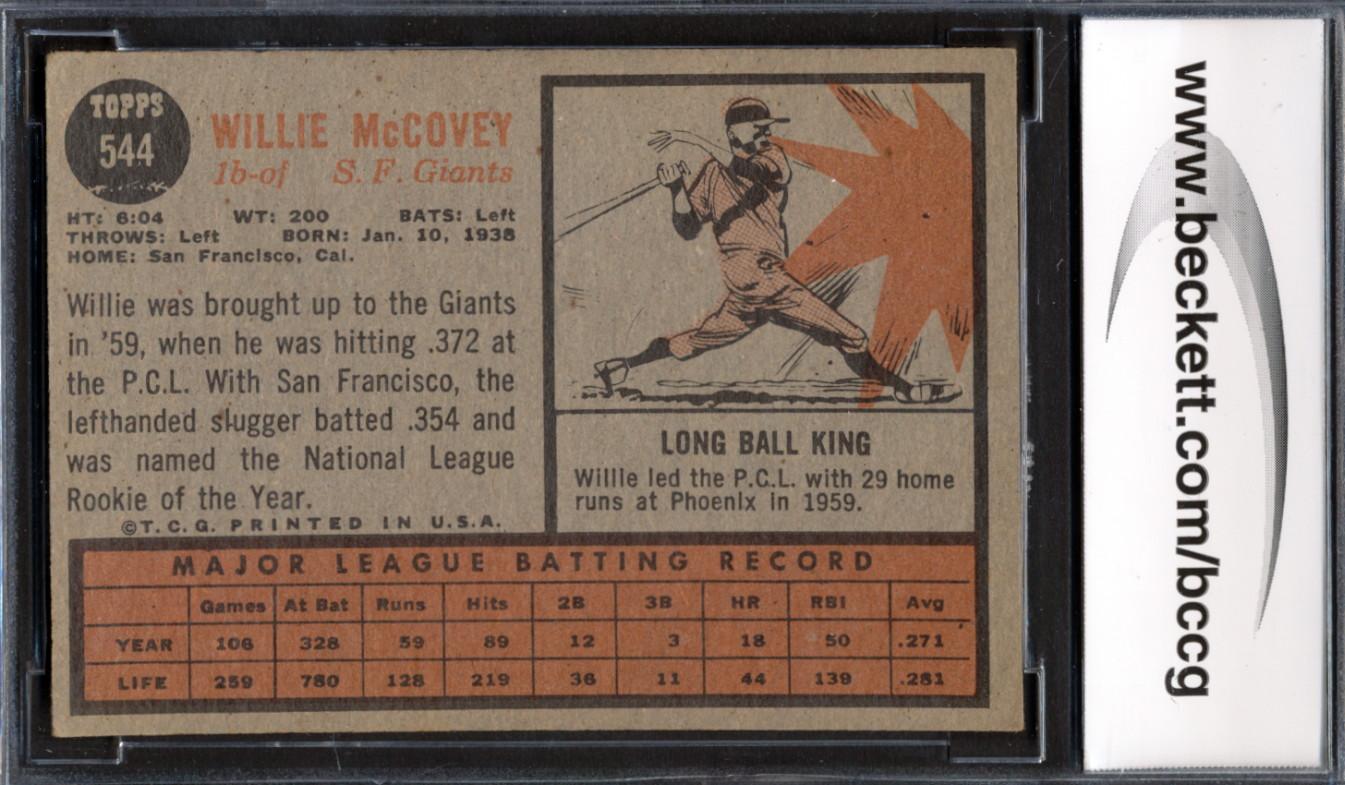 TOPPS
544
WILLIE McCOVEY
1b-of S. F. Giants
HT: 6:04 WT: 200 BATS: Left
THROWS: Left BORN: Jan. 10, 1938
HOME: San Francisco, Cal.
Willie was brought up to the Giants
in '59, when he was hitting .372 at
the P.C.L. With San Francisco, the
lefthanded slugger batted .354 and
was named the National League
Rookie of the Year.
©T.C.G. PRINTED IN U.S.A.
LONG BALL KING
Willie led the P.C.L. with 29 home
runs at Phoenix in 1959.
MAJOR LEAGUE BATTING RECORD
Games At Bat Runs Hits 2B 3B HR RBI Avg
YEAR 106 328 59 89 12 3 18 50 .271
LIFE 259 780 128 219 36 11 44 139 .281
www.beckett.com/bccg